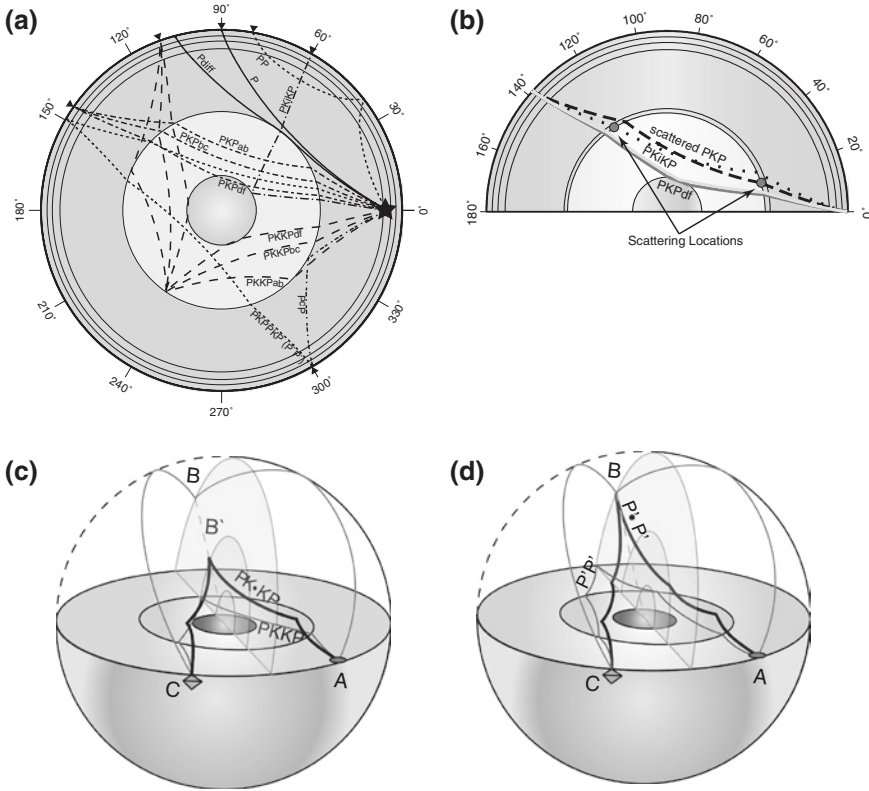 (a)
90°
120°
60°
150°
30°
180°
0°
210°
330°
240°
300°
270°
Pdiff
P
PP
PKiKP
PKPab
PKPbc
PKPdf
PKKPdf
PKKPbc
PKKPab
PcP
PKPPKP (P'P')
(b)
100°
80°
120°
60°
140°
40°
160°
20°
180°
0°
scattered PKP
PKiKP
PKPdf
Scattering Locations
(c)
B
B`
PK•KP
PKKP
C
A
(d)
B
P'•P'
P'P'
C
A